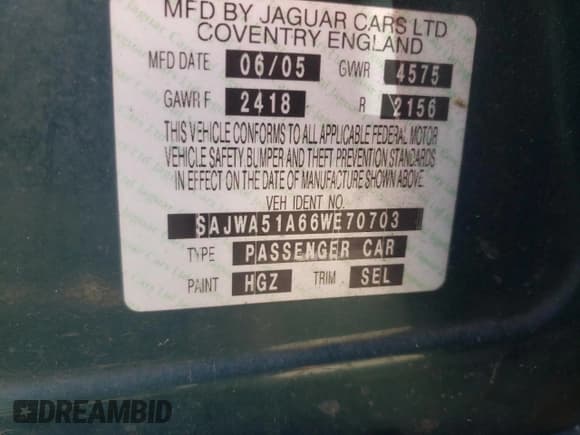 MFD BY JAGUAR CARS LTD
COVENTRY ENGLAND
MFD DATE 06/05 GVWR 4575
GAWR F 2418 R 2156
THIS VEHICLE CONFORMS TO ALL APPLICABLE FEDERAL MOTOR
VEHICLE SAFETY BUMPER AND THEFT PREVENTION STANDARDS
IN EFFECT ON THE DATE OF MANUFACTURE SHOWN ABOVE.
VEH IDENT NO.
SAJWA51A66WE70703
TYPE PASSENGER CAR
PAINT HGZ TRIM SEL
DREAMBID